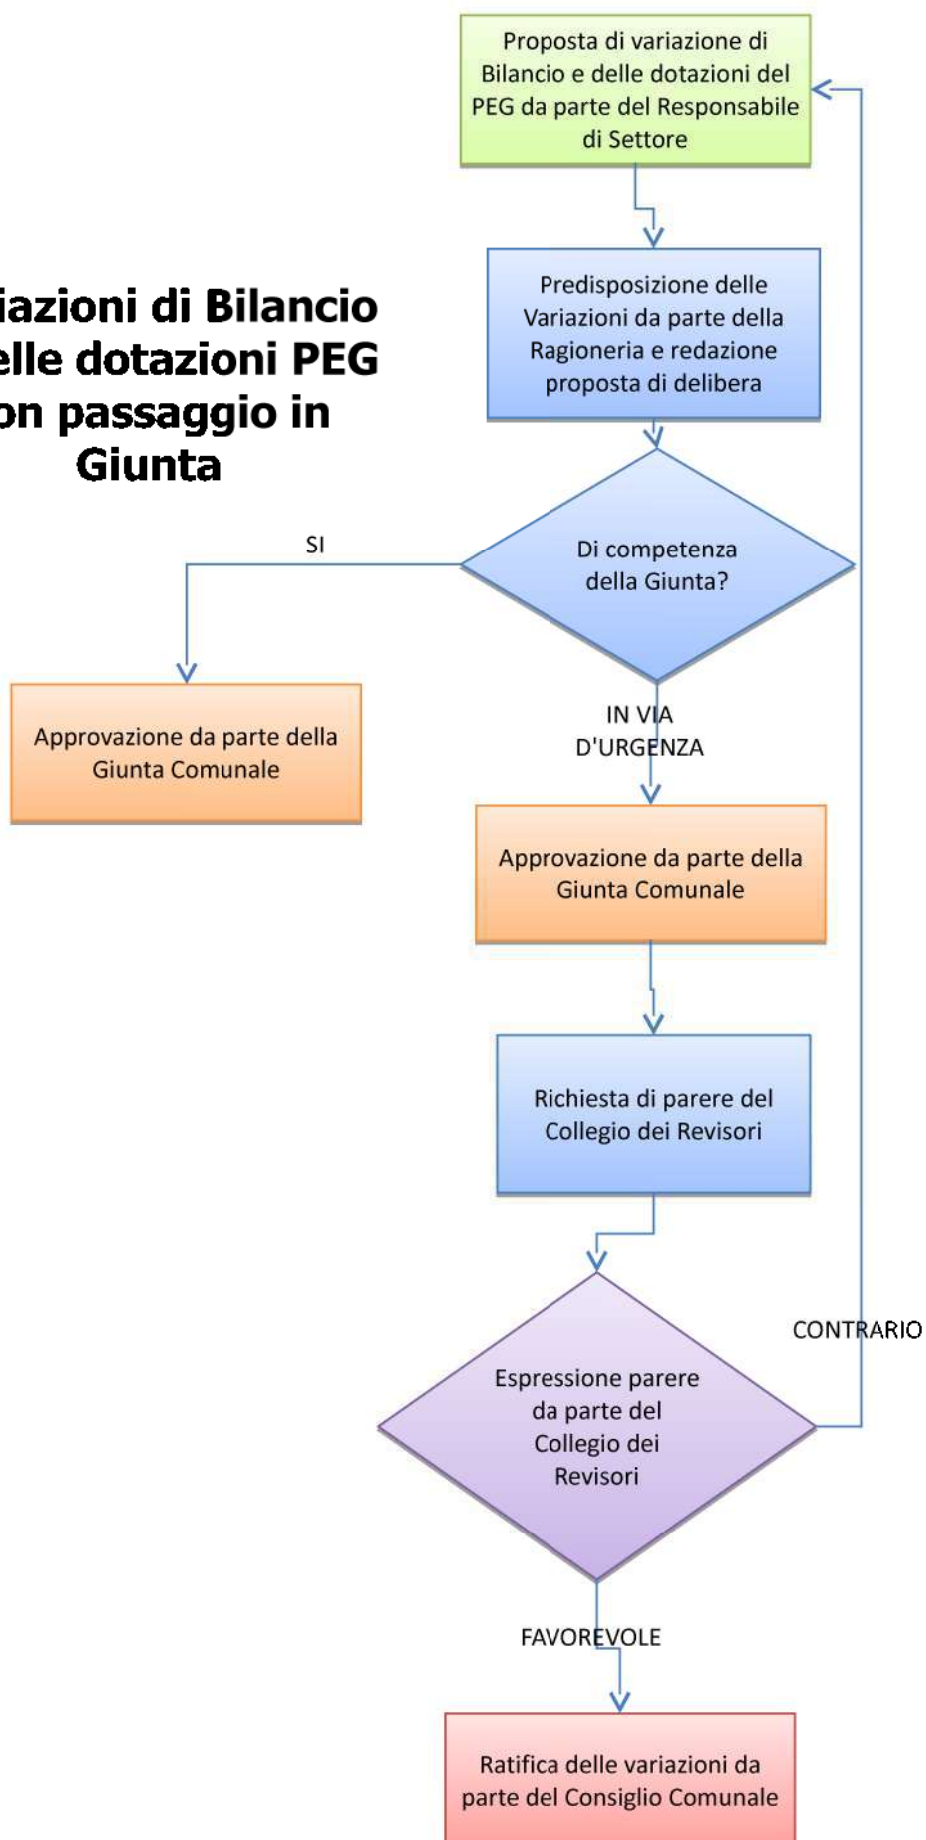 Proposta di variazione di
Bilancio e delle dotazioni del
PEG da parte del Responsabile
di Settore
Predisposizione delle
Variazioni da parte della
Ragioneria e redazione
proposta di delibera
iazioni di Bilancio
elle dotazioni PEG
on passaggio in
Giunta
SI
Di competenza
della Giunta?
Approvazione da parte della
Giunta Comunale
IN VIA
D'URGENZA
Approvazione da parte della
Giunta Comunale
Richiesta di parere del
Collegio dei Revisori
CONTRARIO
Espressione parere
da parte del
Collegio dei
Revisori
FAVOREVOLE
Ratifica delle variazioni da
parte del Consiglio Comunale